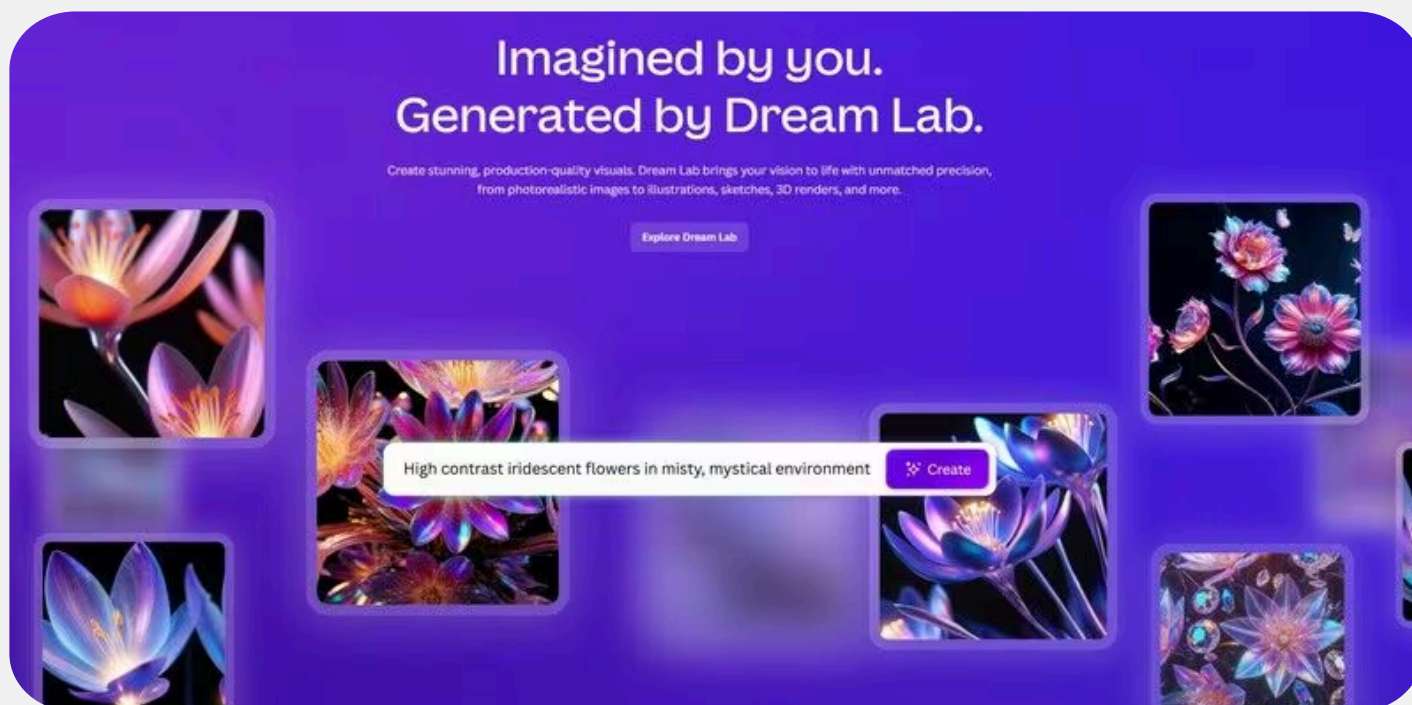 Imagined by you.
Generated by Dream Lab.
Create stunning, production-quality visuals. Dream Lab brings your vision to life with unmatched precision,
from photorealistic images to illustrations, sketches, 3D renders, and more.
Explore Dream Lab
High contrast iridescent flowers in misty, mystical environment
Create